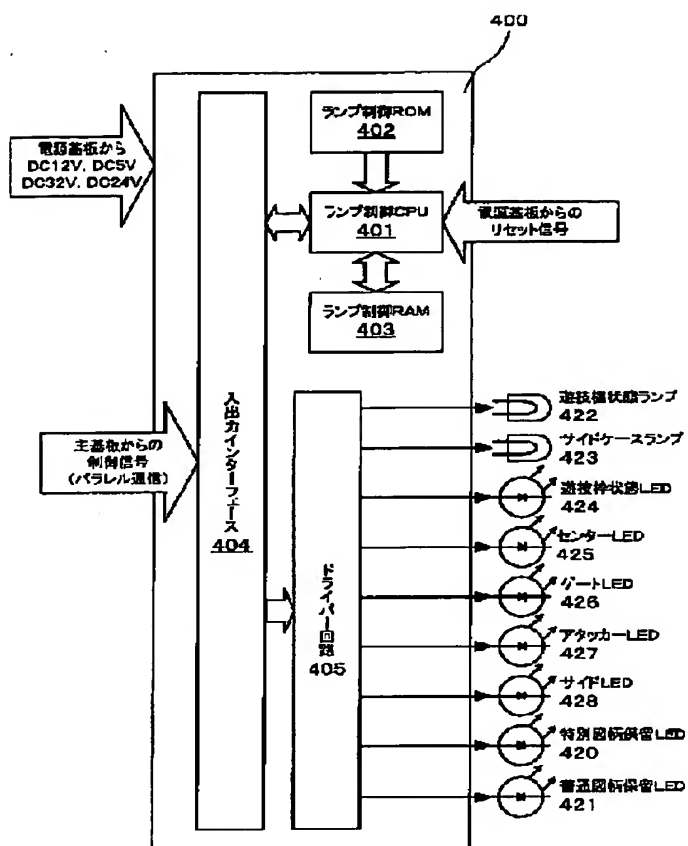 400
ランプ制御ROM
402
電源基板から
DC12V, DC5V
DC32V, DC24V
ランプ制御CPU
401
電源基板からの
リセット信号
ランプ制御RAM
403
主基板からの
制御信号
(パラレル通信)
入出力インターフェース
404
ドライバー回路
405
遊技機状態ランプ
422
サイドケースランプ
423
遊技枠状態LED
424
センターLED
425
ゲートLED
426
アタッカーLED
427
サイドLED
428
特別図柄保留LED
420
普通図柄保留LED
421